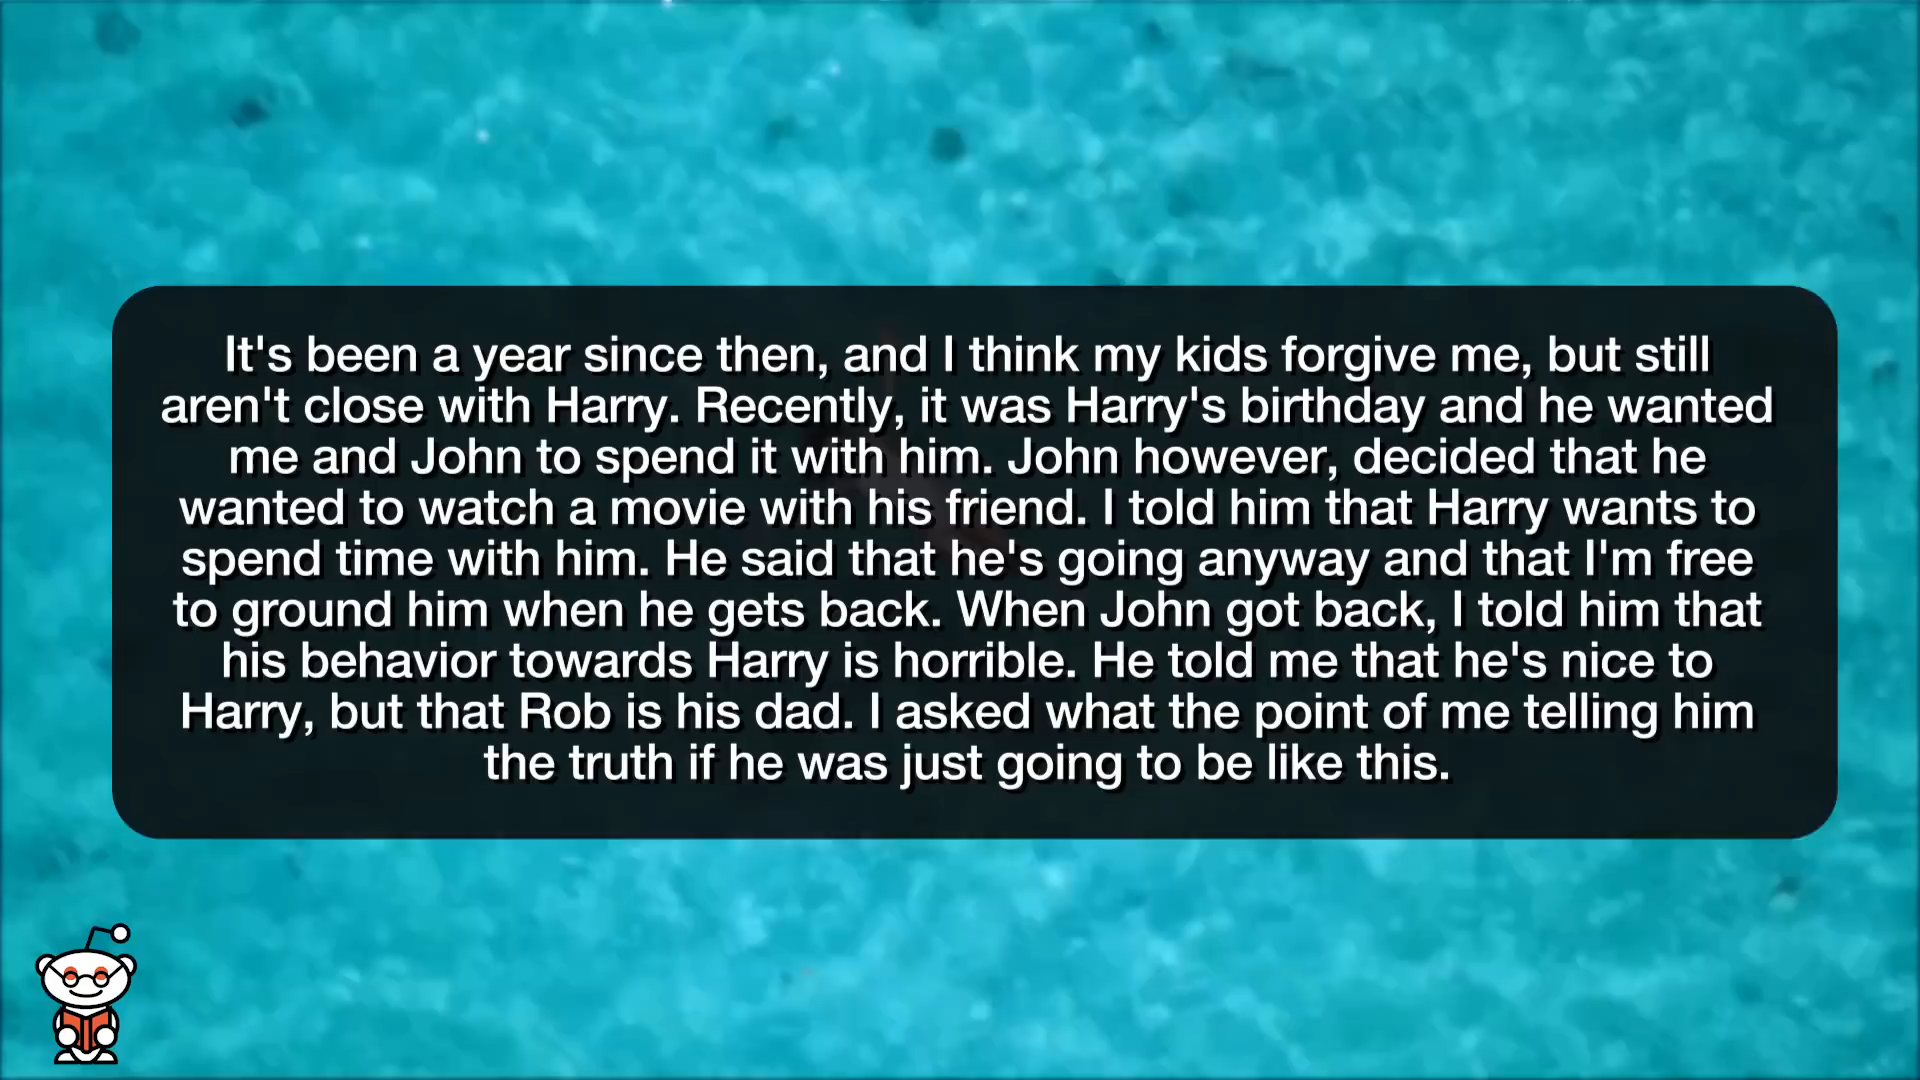 It's been a year since then, and I think my kids forgive me, but still
aren't close with Harry. Recently, it was Harry's birthday and he wanted
me and John to spend it with him. John however, decided that he
wanted to watch a movie with his friend. I told him that Harry wants to
spend time with him. He said that he's going anyway and that I'm free
to ground him when he gets back. When John got back, I told him that
his behavior towards Harry is horrible. He told me that he's nice to
Harry, but that Rob is his dad. I asked what the point of me telling him
the truth if he was just going to be like this.